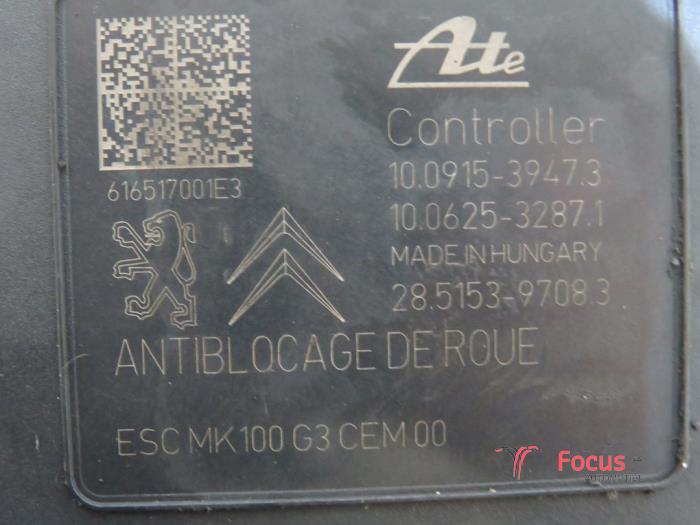 Ate
Controller
616517001E3
10.0915-3947.3
10.0625-3287.1
MADE IN HUNGARY
28.5153-9708.3
ANTIBLOCAGE DE ROUE
ESC MK100 G3 CEM 00
Focus
AUTOMOTIVE